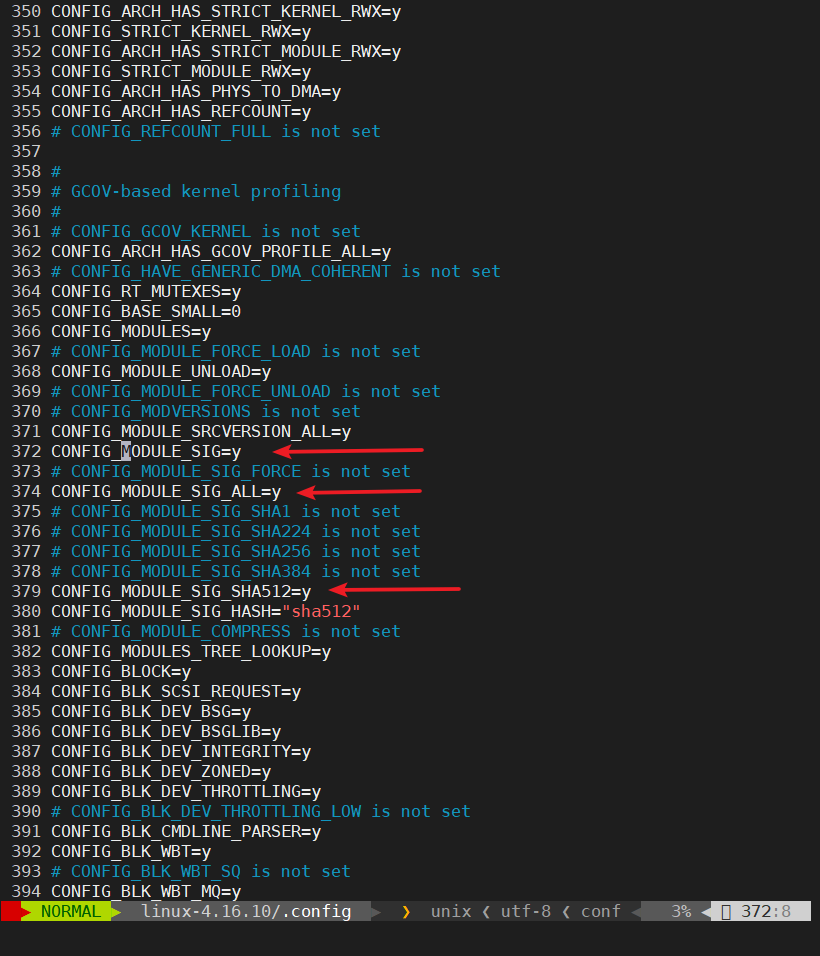 350 CONFIG_ARCH_HAS_STRICT_KERNEL_RWX=y
351 CONFIG_STRICT_KERNEL_RWX=y
352 CONFIG_ARCH_HAS_STRICT_MODULE_RWX=y
353 CONFIG_STRICT_MODULE_RWX=y
354 CONFIG_ARCH_HAS_PHYS_TO_DMA=y
355 CONFIG_ARCH_HAS_REFCOUNT=y
356 # CONFIG_REFCOUNT_FULL is not set
357
358 #
359 # GCOV-based kernel profiling
360 #
361 # CONFIG_GCOV_KERNEL is not set
362 CONFIG_ARCH_HAS_GCOV_PROFILE_ALL=y
363 # CONFIG_HAVE_GENERIC_DMA_COHERENT is not set
364 CONFIG_RT_MUTEXES=y
365 CONFIG_BASE_SMALL=0
366 CONFIG_MODULES=y
367 # CONFIG_MODULE_FORCE_LOAD is not set
368 CONFIG_MODULE_UNLOAD=y
369 # CONFIG_MODULE_FORCE_UNLOAD is not set
370 # CONFIG_MODVERSIONS is not set
371 CONFIG_MODULE_SRCVERSION_ALL=y
372 CONFIG_MODULE_SIG=y
373 # CONFIG_MODULE_SIG_FORCE is not set
374 CONFIG_MODULE_SIG_ALL=y
375 # CONFIG_MODULE_SIG_SHA1 is not set
376 # CONFIG_MODULE_SIG_SHA224 is not set
377 # CONFIG_MODULE_SIG_SHA256 is not set
378 # CONFIG_MODULE_SIG_SHA384 is not set
379 CONFIG_MODULE_SIG_SHA512=y
380 CONFIG_MODULE_SIG_HASH="sha512"
381 # CONFIG_MODULE_COMPRESS is not set
382 CONFIG_MODULES_TREE_LOOKUP=y
383 CONFIG_BLOCK=y
384 CONFIG_BLK_SCSI_REQUEST=y
385 CONFIG_BLK_DEV_BSG=y
386 CONFIG_BLK_DEV_BSGLIB=y
387 CONFIG_BLK_DEV_INTEGRITY=y
388 CONFIG_BLK_DEV_ZONED=y
389 CONFIG_BLK_DEV_THROTTLING=y
390 # CONFIG_BLK_DEV_THROTTLING_LOW is not set
391 CONFIG_BLK_CMDLINE_PARSER=y
392 CONFIG_BLK_WBT=y
393 # CONFIG_BLK_WBT_SQ is not set
394 CONFIG_BLK_WBT_MQ=y
NORMAL linux-4.16.10/.config ❯ unix ❮ utf-8 ❮ conf 3% 372:8